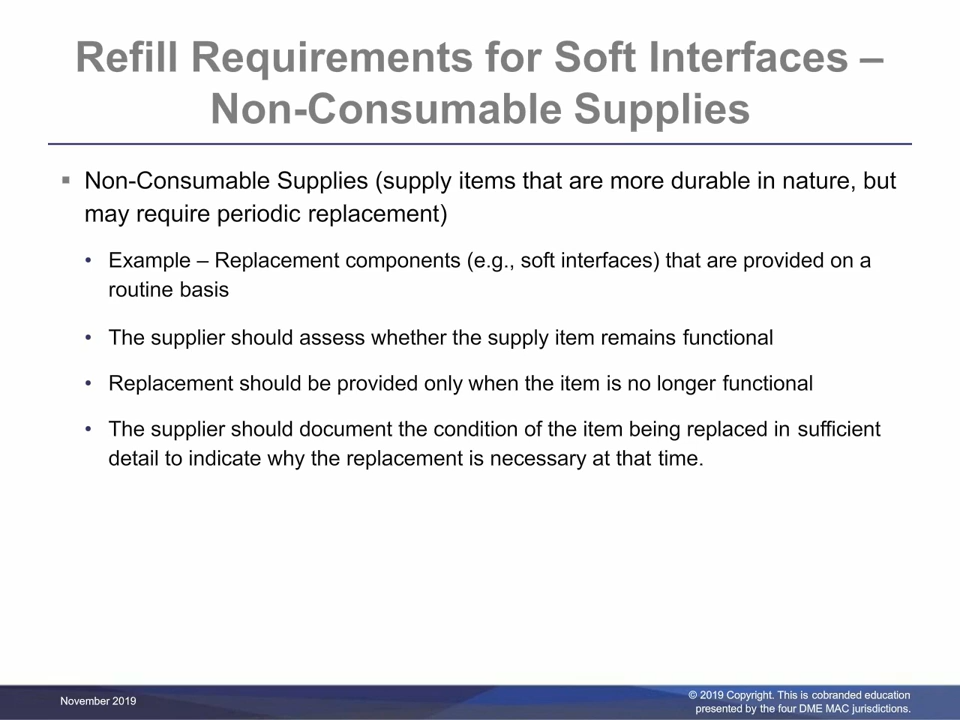 Refill Requirements for Soft Interfaces –
Non-Consumable Supplies
▪ Non-Consumable Supplies (supply items that are more durable in nature, but
may require periodic replacement)
• Example – Replacement components (e.g., soft interfaces) that are provided on a
routine basis
• The supplier should assess whether the supply item remains functional
• Replacement should be provided only when the item is no longer functional
• The supplier should document the condition of the item being replaced in sufficient
detail to indicate why the replacement is necessary at that time.
November 2019
© 2019 Copyright. This is cobranded education
presented by the four DME MAC jurisdictions.